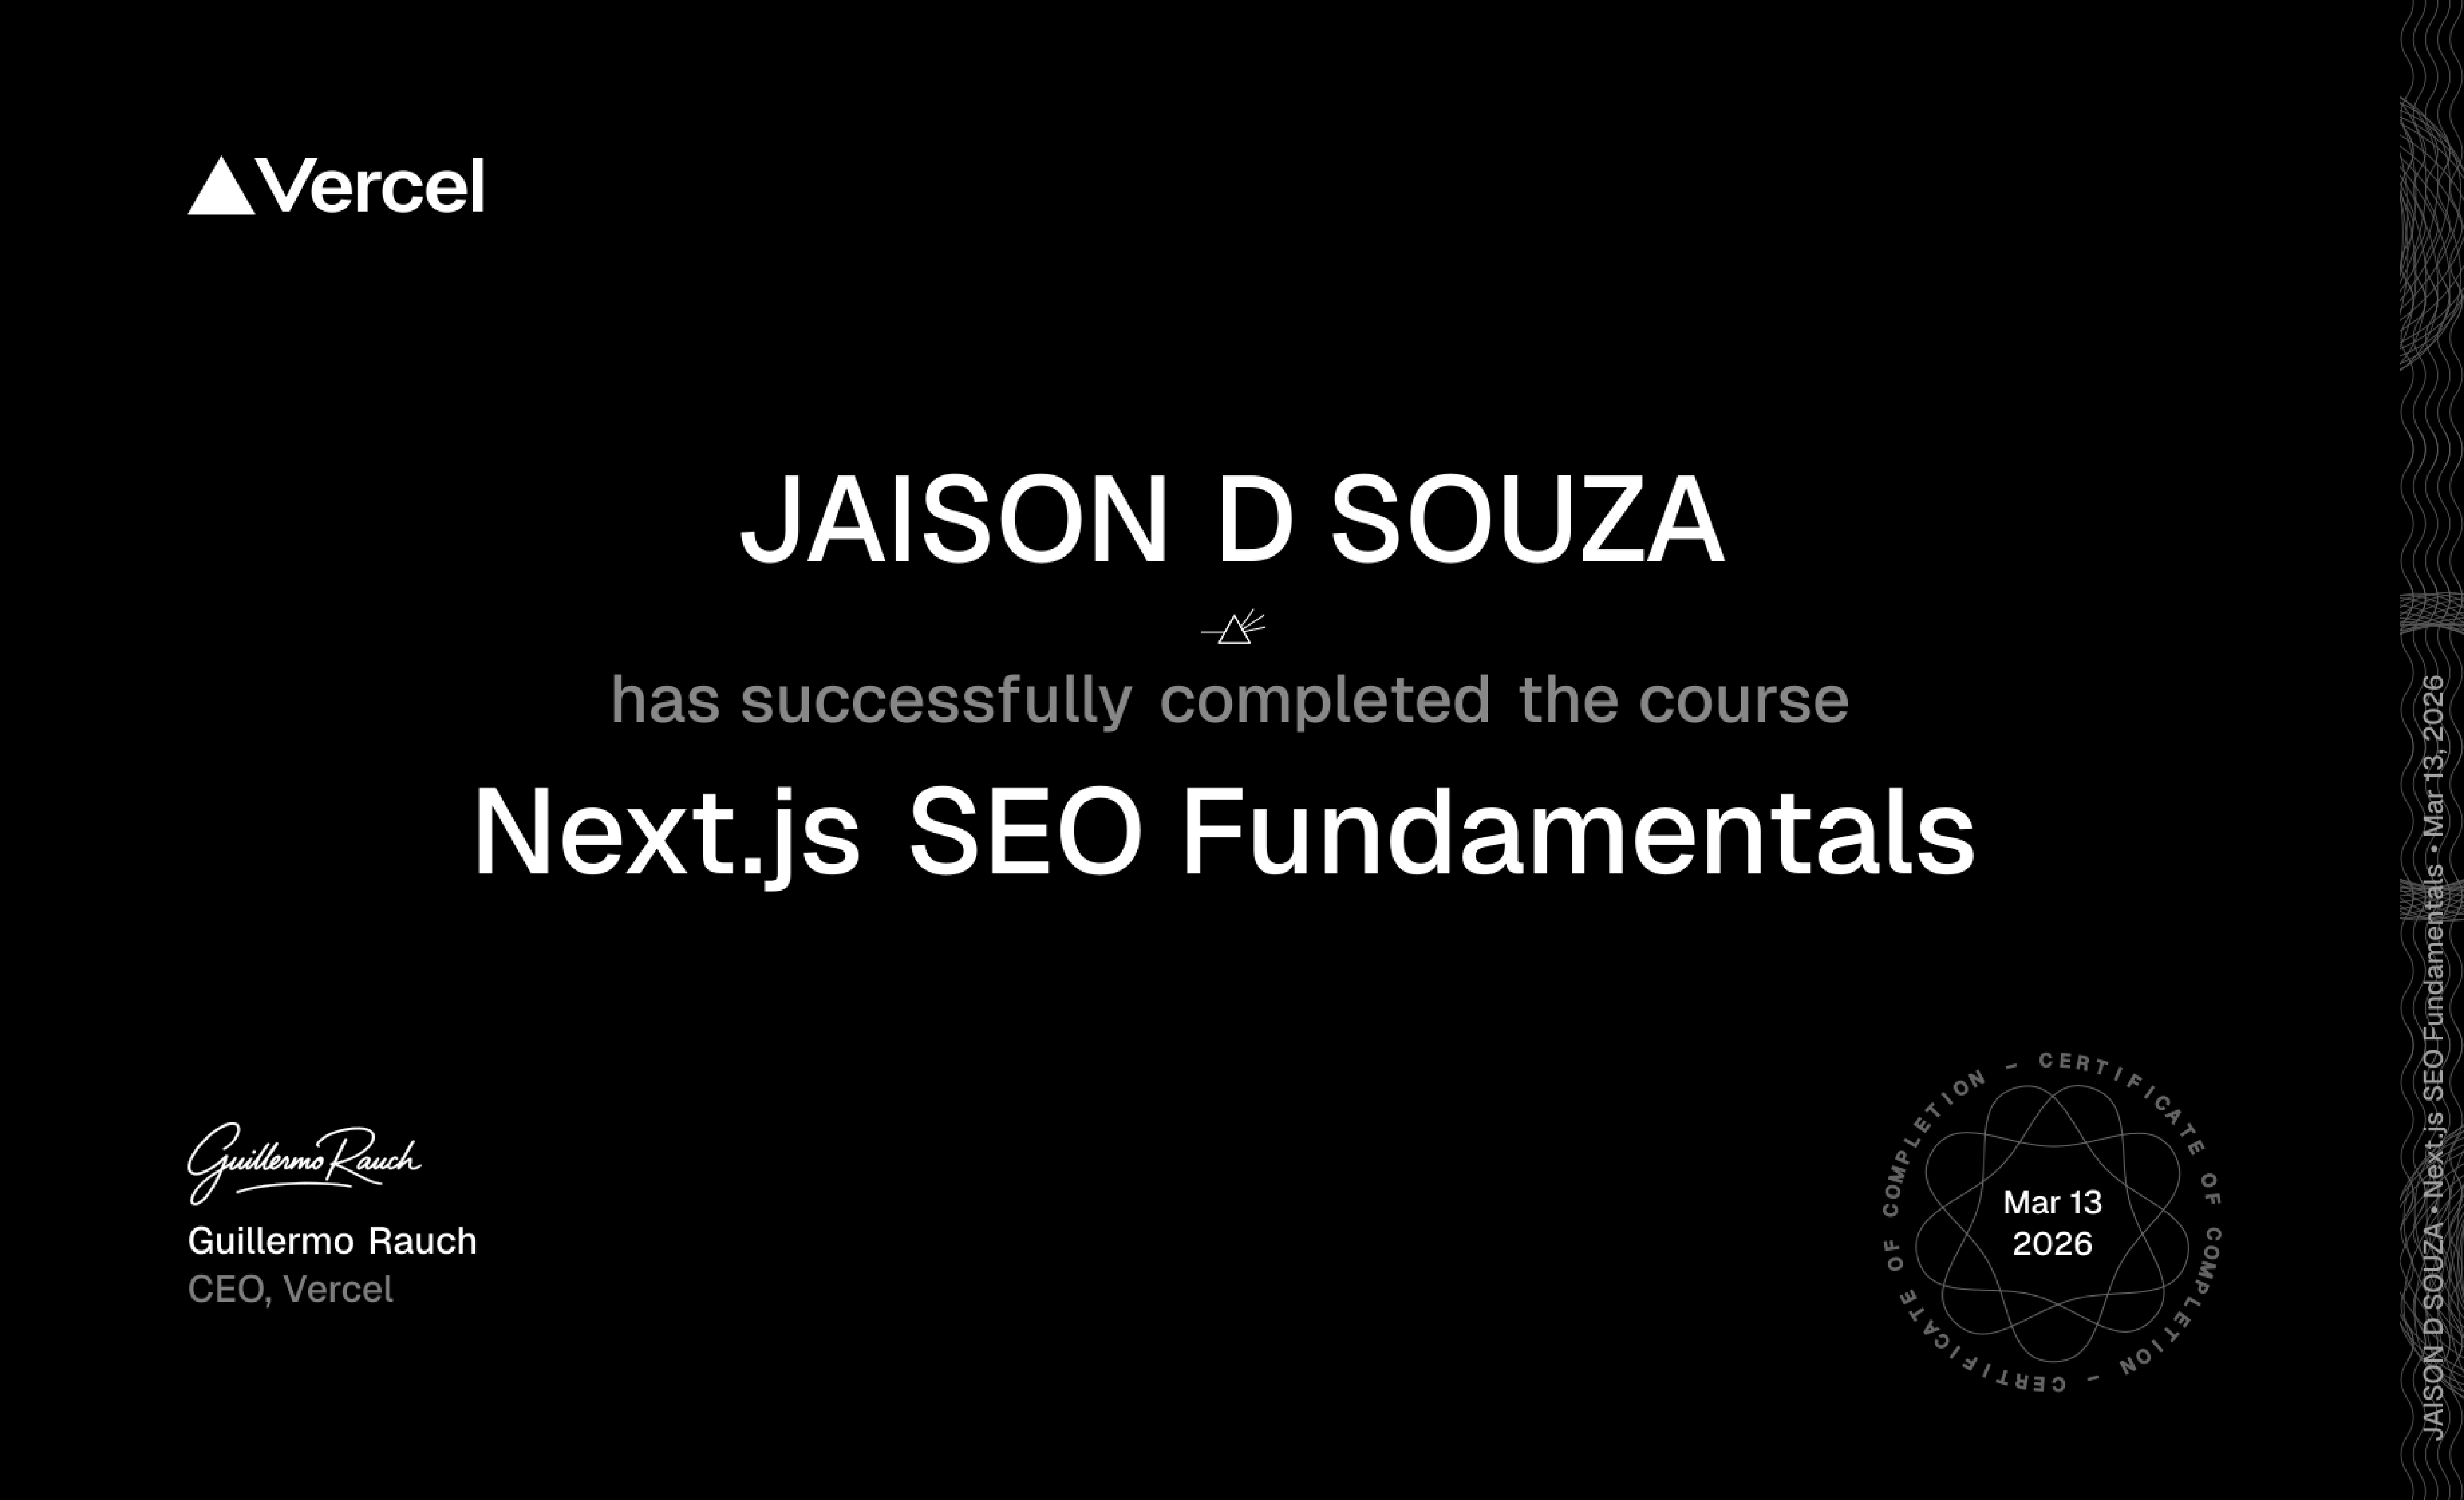 Vercel
JAISON D SOUZA
has successfully completed the course
Next.js SEO Fundamentals
Guillermo Rauch
Guillermo Rauch
CEO, Vercel
CERTIFICATE OF COMPLETION – CERTIFICATE OF COMPLETION –
Mar 13
2026
JAISON D SOUZA • Next.js SEO Fundamentals • Mar 13, 2026